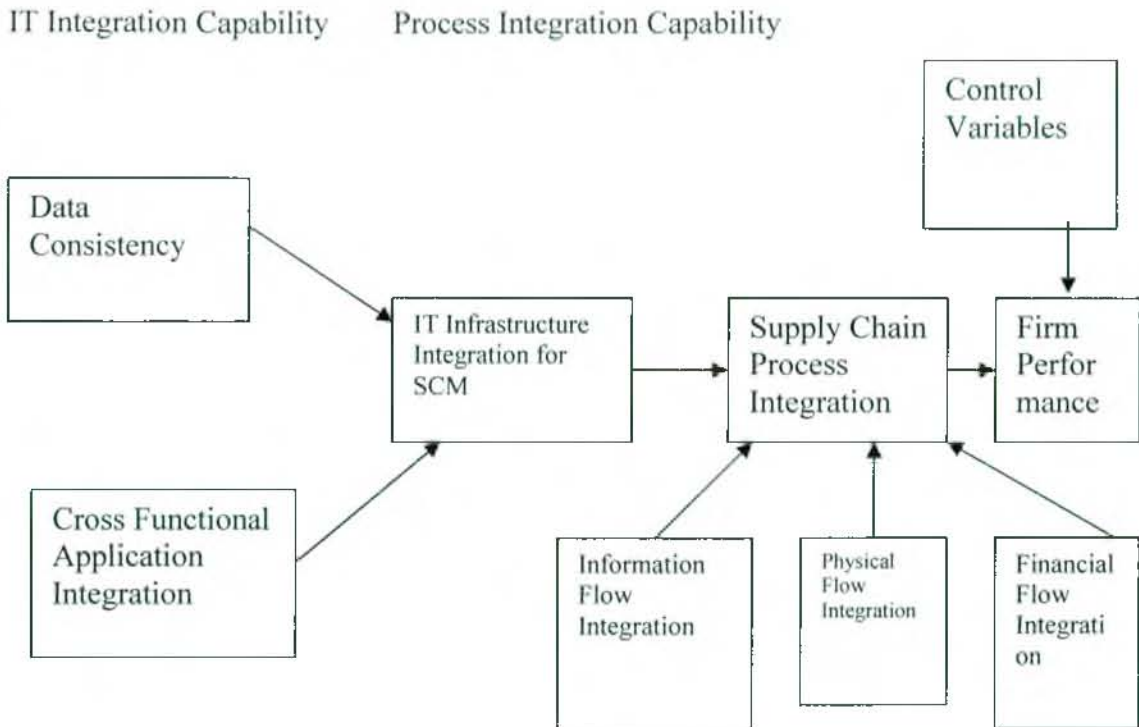 IT Integration Capability
Process Integration Capability
Control
Variables
Data
Consistency
IT Infrastructure
Integration for
SCM
Supply Chain
Process
Integration
Firm
Perfor
mance
Cross Functional
Application
Integration
Information
Flow
Integration
Physical
Flow
Integration
Financial
Flow
Integrati
on